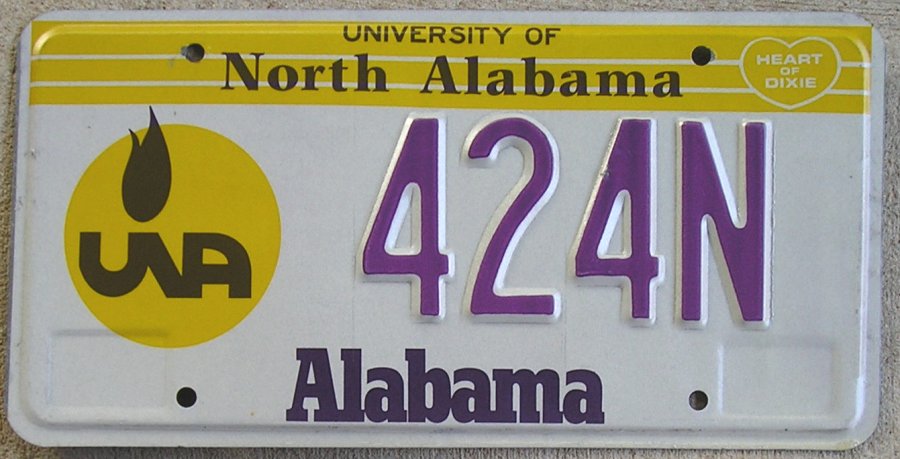 UNIVERSITY OF
North Alabama
HEART
OF
DIXIE
UNA
424N
Alabama